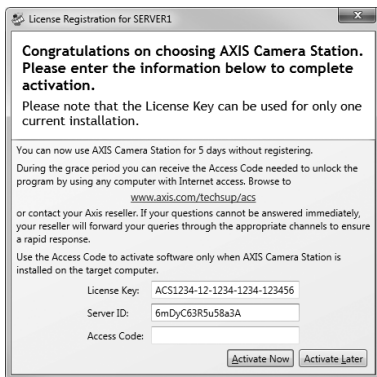 License Registration for SERVER1
x
Congratulations on choosing AXIS Camera Station.
Please enter the information below to complete
activation.
Please note that the License Key can be used for only one
current installation.
You can now use AXIS Camera Station for 5 days without registering.
During the grace period you can receive the Access Code needed to unlock the
program by using any computer with Internet access. Browse to
www.axis.com/techsup/acs
or contact your Axis reseller. If your questions cannot be answered immediately,
your reseller will forward your queries through the appropriate channels to ensure
a rapid response.
Use the Access Code to activate software only when AXIS Camera Station is
installed on the target computer.
License Key: ACS1234-12-1234-1234-123456
Server ID: 6mDyC63R5u58a3A
Access Code:
Activate Now Activate Later